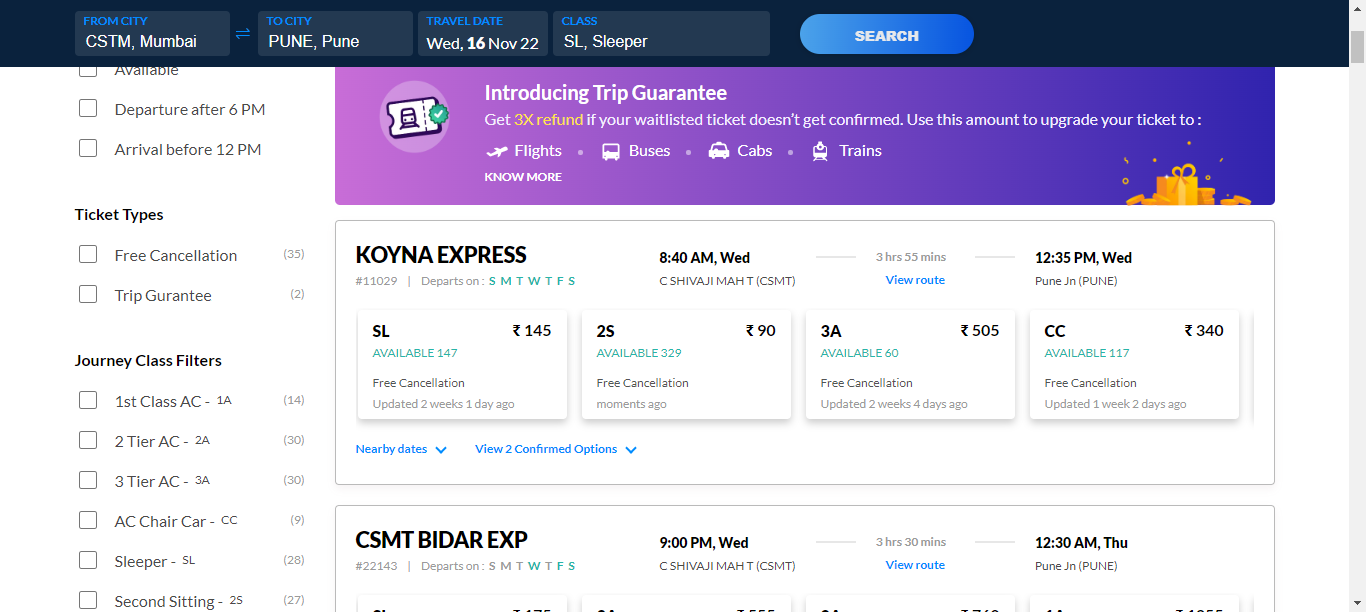 FROM CITY
CSTM, Mumbai
TO CITY
PUNE, Pune
TRAVEL DATE
Wed, 16 Nov 22
CLASS
SL, Sleeper
SEARCH
Available
Departure after 6 PM
Arrival before 12 PM
Ticket Types
Free Cancellation (35)
Trip Gurantee (2)
Journey Class Filters
1st Class AC - 1A (14)
2 Tier AC - 2A (30)
3 Tier AC - 3A (30)
AC Chair Car - CC (9)
Sleeper - SL (28)
Second Sitting - 2S (27)
Introducing Trip Guarantee
Get 3X refund if your waitlisted ticket doesn't get confirmed. Use this amount to upgrade your ticket to :
Flights • Buses • Cabs • Trains
KNOW MORE
KOYNA EXPRESS
#11029 | Departs on : S M T W T F S
8:40 AM, Wed
C SHIVAJI MAH T (CSMT)
3 hrs 55 mins
View route
12:35 PM, Wed
Pune Jn (PUNE)
SL ₹ 145
AVAILABLE 147
Free Cancellation
Updated 2 weeks 1 day ago
2S ₹ 90
AVAILABLE 329
Free Cancellation
moments ago
3A ₹ 505
AVAILABLE 60
Free Cancellation
Updated 2 weeks 4 days ago
CC ₹ 340
AVAILABLE 117
Free Cancellation
Updated 1 week 2 days ago
Nearby dates
View 2 Confirmed Options
CSMT BIDAR EXP
#22143 | Departs on : S M T W T F S
9:00 PM, Wed
C SHIVAJI MAH T (CSMT)
3 hrs 30 mins
View route
12:30 AM, Thu
Pune Jn (PUNE)